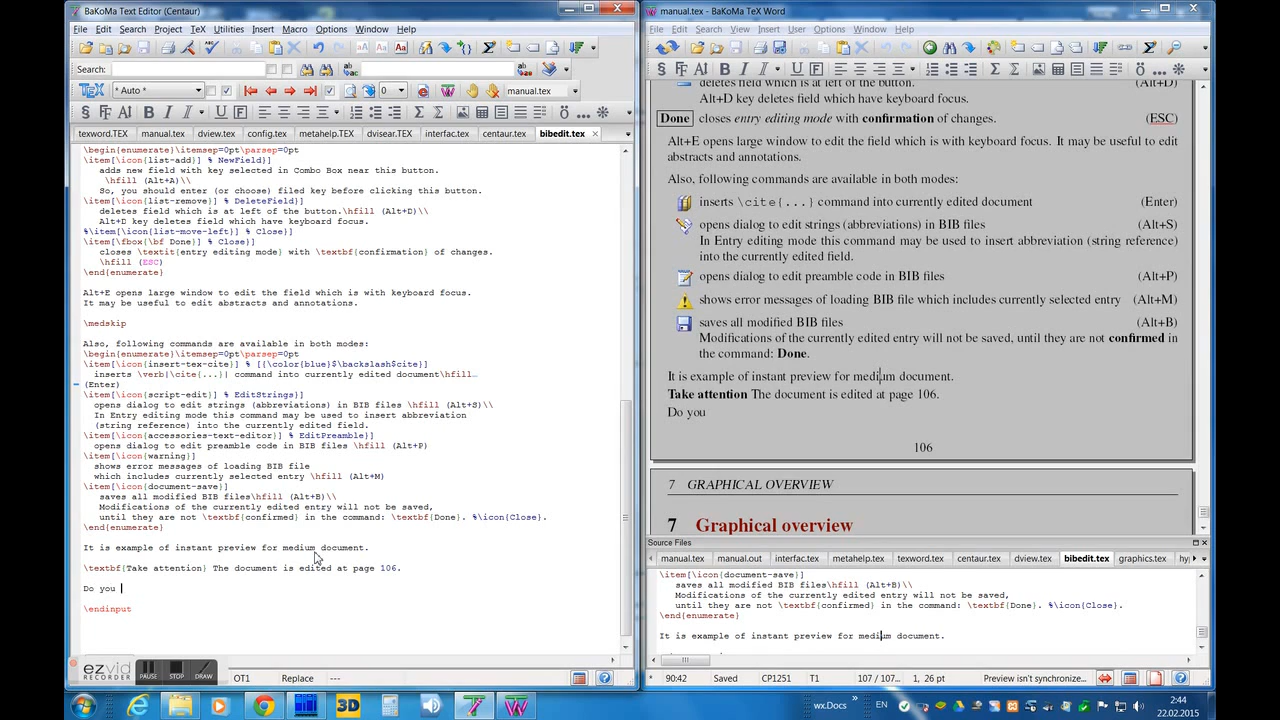 BaKoMa Text Editor (Centaur)
File Edit Search Project TeX Utilities Insert Macro Options Window Help
Search:
* Auto *
0
manual.tex
texword.TEX manual.tex dview.tex config.tex metahelp.TEX dvisear.TEX interfac.tex centaur.tex bibedit.tex
\begin{enumerate}\itemsep=0pt\parsep=0pt
\item[\icon{list-add}] % NewField}]
adds new field with key selected in Combo Box near this button.
\hfill (Alt+A)\\
So, you should enter (or choose) filed key before clicking this button.
\item[\icon{list-remove}] % DeleteField}]
deletes field which is at left of the button.\hfill (Alt+D)\\
Alt+D key deletes field which have keyboard focus.
%\item[\icon{list-move-left}] % Close}]
\item[\fbox{\bf Done}] % Close}]
closes \textit{entry editing mode} with \textbf{confirmation} of changes.
\hfill (ESC)
\end{enumerate}
Alt+E opens large window to edit the field which is with keyboard focus.
It may be useful to edit abstracts and annotations.
\medskip
Also, following commands are available in both modes:
\begin{enumerate}\itemsep=0pt\parsep=0pt
\item[\icon{insert-tex-cite}] % [{\color{blue}$\backslash$cite}]
inserts \verb|\cite{...}| command into currently edited document\hfill…
(Enter)
\item[\icon{script-edit}] % EditStrings}]
opens dialog to edit strings (abbreviations) in BIB files \hfill (Alt+S)\\
In Entry editing mode this command may be used to insert abbreviation
(string reference) into the currently edited field.
\item[\icon{accessories-text-editor}] % EditPreamble}]
opens dialog to edit preamble code in BIB files \hfill (Alt+P)
\item[\icon{warning}]
shows error messages of loading BIB file
which includes currently selected entry \hfill (Alt+M)
\item[\icon{document-save}]
saves all modified BIB files\hfill (Alt+B)\\
Modifications of the currently edited entry will not be saved,
until they are not \textbf{confirmed} in the command: \textbf{Done}. %\icon{Close}.
\end{enumerate}
It is example of instant preview for medium document.
\textbf{Take attention} The document is edited at page 106.
Do you
\endinput
ezvid
RECORDER
PAUSE STOP DRAW
OT1 Replace ---
manual.tex - BaKoMa TeX Word
File Edit Search View Insert User Options Window Help
deletes field which is at left of the button. (Alt+D)
Alt+D key deletes field which have keyboard focus.
Done closes entry editing mode with confirmation of changes. (ESC)
Alt+E opens large window to edit the field which is with keyboard focus. It may be useful to edit
abstracts and annotations.
Also, following commands are available in both modes:
inserts \cite{...} command into currently edited document (Enter)
opens dialog to edit strings (abbreviations) in BIB files (Alt+S)
In Entry editing mode this command may be used to insert abbreviation (string reference)
into the currently edited field.
opens dialog to edit preamble code in BIB files (Alt+P)
shows error messages of loading BIB file which includes currently selected entry (Alt+M)
saves all modified BIB files (Alt+B)
Modifications of the currently edited entry will not be saved, until they are not confirmed in
the command: Done.
It is example of instant preview for medium document.
Take attention The document is edited at page 106.
Do you
106
7 GRAPHICAL OVERVIEW
7 Graphical overview
Source Files
manual.tex manual.out interfac.tex metahelp.TEX texword.tex centaur.tex dview.tex bibedit.tex graphics.tex hy
\item[\icon{document-save}]
saves all modified BIB files\hfill (Alt+B)\\
Modifications of the currently edited entry will not be saved,
until they are not \textbf{confirmed} in the command: \textbf{Done}. %\icon{Close}.
\end{enumerate}
It is example of instant preview for medium document.
* 90:42 Saved CP1251 T1 107 / 107... 1, 26 pt Preview isn't synchronize...
3D
wx.Docs » EN
2:44
22.02.2015